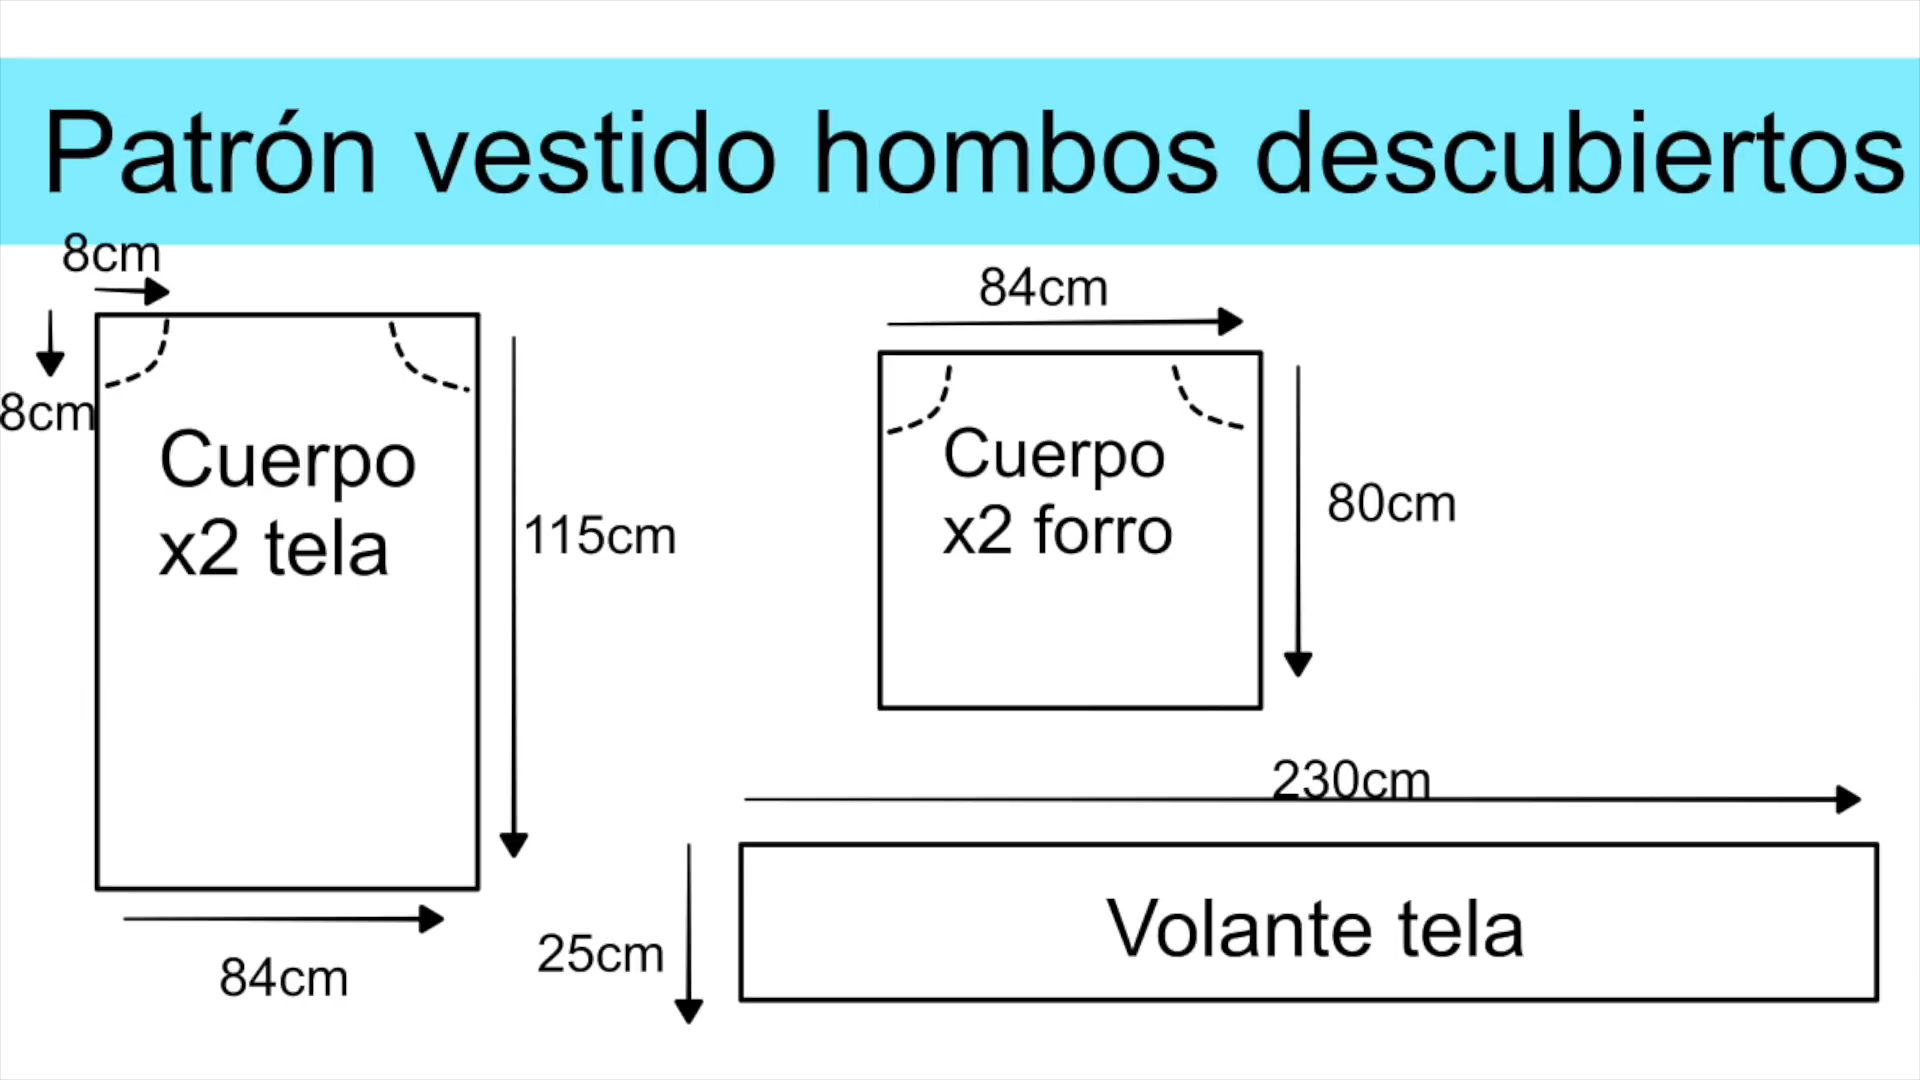 Patrón vestido hombos descubiertos
8cm
8cm
Cuerpo
x2 tela
115cm
84cm
84cm
Cuerpo
x2 forro
80cm
230cm
25cm
Volante tela